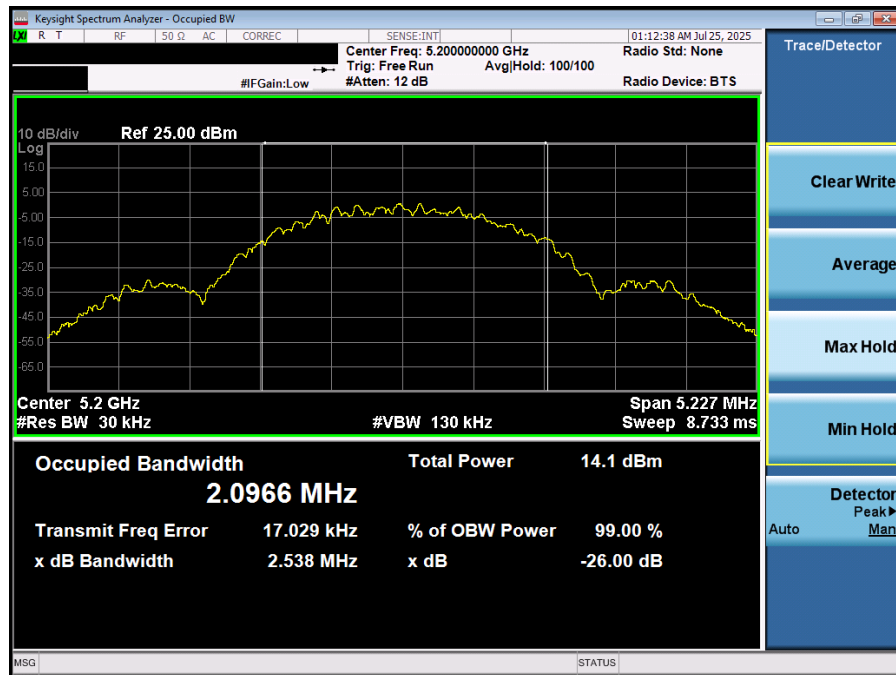 Keysight Spectrum Analyzer - Occupied BW
LXI R T RF 50 Ω AC CORREC SENSE:INT 01:12:38 AM Jul 25, 2025
Center Freq: 5.200000000 GHz Radio Std: None
Trig: Free Run Avg|Hold: 100/100
#IFGain:Low #Atten: 12 dB Radio Device: BTS
Trace/Detector
10 dB/div Ref 25.00 dBm
Log
15.0
5.00
-5.00
-15.0
-25.0
-35.0
-45.0
-55.0
-65.0
Center 5.2 GHz Span 5.227 MHz
#Res BW 30 kHz #VBW 130 kHz Sweep 8.733 ms
Occupied Bandwidth Total Power 14.1 dBm
2.0966 MHz
Transmit Freq Error 17.029 kHz % of OBW Power 99.00 %
x dB Bandwidth 2.538 MHz x dB -26.00 dB
Clear Write
Average
Max Hold
Min Hold
Detector
Peak▶
Auto Man
MSG STATUS